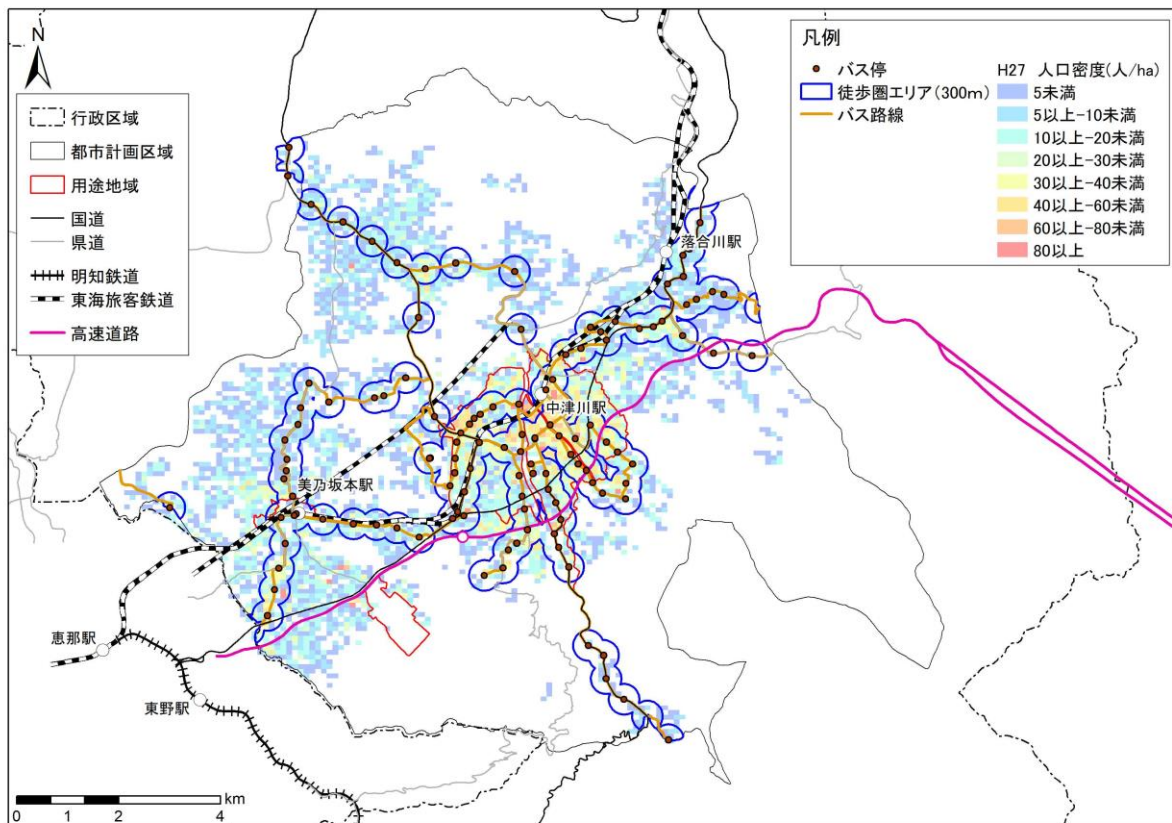 N
行政区域
都市計画区域
用途地域
国道
県道
明知鉄道
東海旅客鉄道
高速道路
凡例
バス停
徒歩圏エリア(300m)
バス路線
H27 人口密度(人/ha)
5未満
5以上-10未満
10以上-20未満
20以上-30未満
30以上-40未満
40以上-60未満
60以上-80未満
80以上
落合川駅
中津川駅
美乃坂本駅
恵那駅
東野駅
km
0 1 2 4